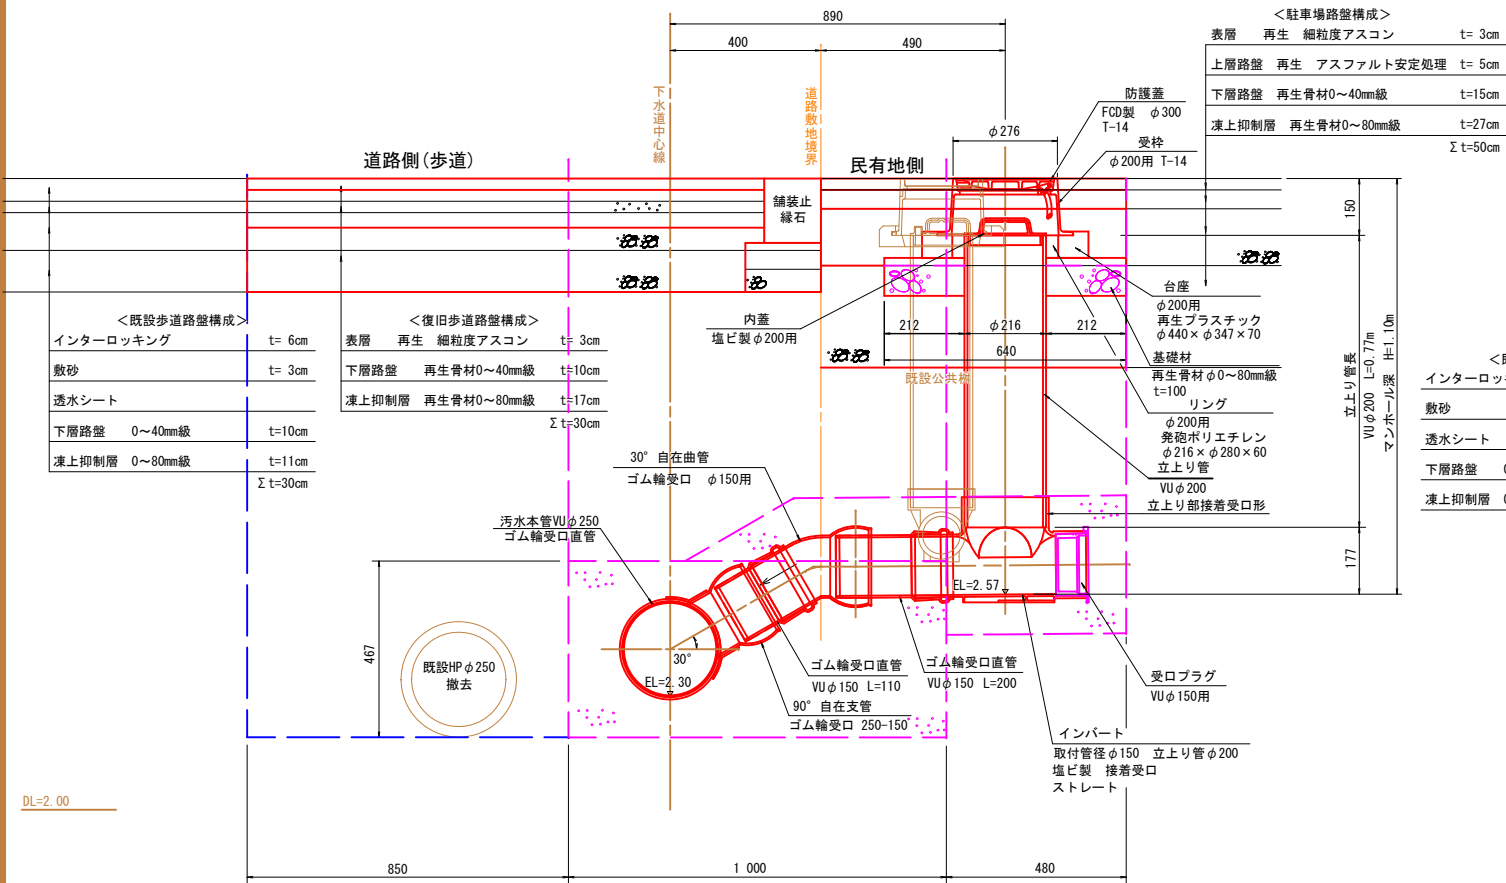 890
400
490
下水道中心線
道路敷地境界
道路側(歩道)
民有地側
＜駐車場路盤構成＞
表層　再生　細粒度アスコン　t= 3cm
上層路盤　再生　アスファルト安定処理　t= 5cm
下層路盤　再生骨材0～40mm級　t=15cm
凍上抑制層　再生骨材0～80mm級　t=27cm
Σt=50cm
防護蓋
FCD製　φ300
T-14
受枠
φ200用 T-14
φ276
舗装止
縁石
150
＜既設歩道路盤構成＞
インターロッキング　t= 6cm
敷砂　t= 3cm
透水シート
下層路盤　0～40mm級　t=10cm
凍上抑制層　0～80mm級　t=11cm
Σt=30cm
＜復旧歩道路盤構成＞
表層　再生　細粒度アスコン　t= 3cm
下層路盤　再生骨材0～40mm級　t=10cm
凍上抑制層　再生骨材0～80mm級　t=17cm
Σt=30cm
内蓋
塩ビ製φ200用
212
φ216
212
640
既設公共桝
台座
φ200用
再生プラスチック
φ440×φ347×70
基礎材
再生骨材φ0～80mm級
t=100
リング
φ200用
発砲ポリエチレン
φ216×φ280×60
立上り管
VUφ200
立上り部接着受口形
立上り管長
VUφ200 L=0.77m
マンホール深 H=1.10m
177
インターロッキ
敷砂
透水シート
下層路盤
凍上抑制層
30° 自在曲管
ゴム輪受口　φ150用
汚水本管VUφ250
ゴム輪受口直管
467
既設HPφ250
撤去
30°
EL=2.30
EL=2.57
ゴム輪受口直管
VUφ150 L=110
ゴム輪受口直管
VUφ150 L=200
90° 自在支管
ゴム輪受口 250-150
受口プラグ
VUφ150用
インバート
取付管径φ150　立上り管φ200
塩ビ製　接着受口
ストレート
DL=2.00
850
1 000
480